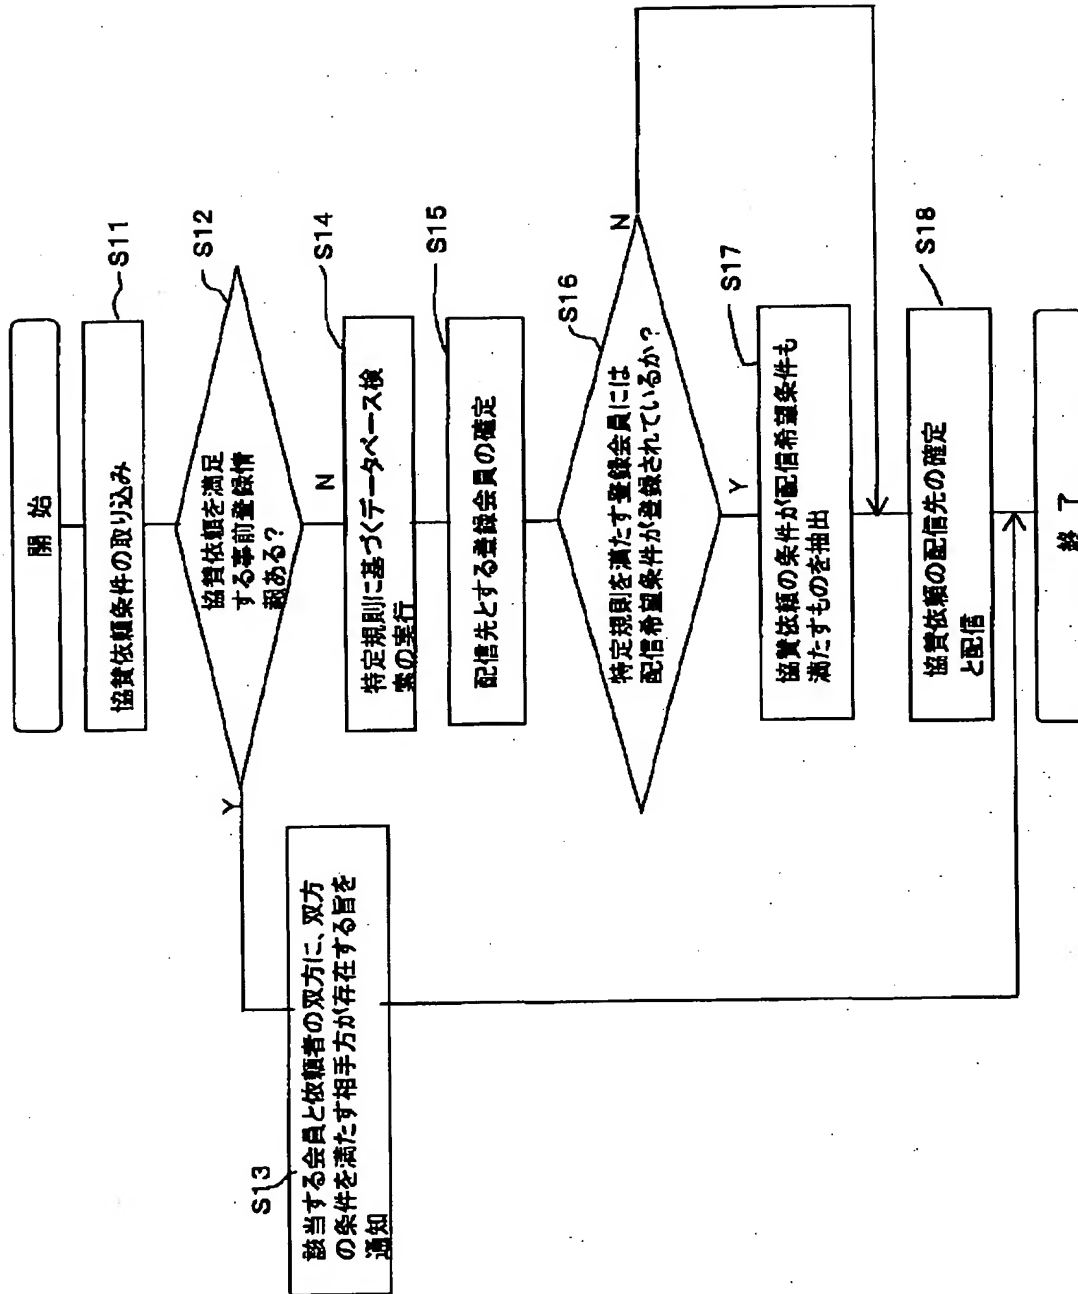 開 始
協賛依頼条件の取り込み
S11
協賛依頼を満足
する事前登録情
報ある?
S12
Y
N
S13
該当する会員と依頼者の双方に、双方
の条件を満たす相手方が存在する旨を
通知
特定規則に基づくデータベース検
索の実行
S14
配信先とする登録会員の確定
S15
特定規則を満たす登録会員には
配信希望条件が登録されているか?
S16
N
Y
協賛依頼の条件が配信希望条件も
満たすものを抽出
S17
協賛依頼の配信先の確定
と配信
S18
終 了